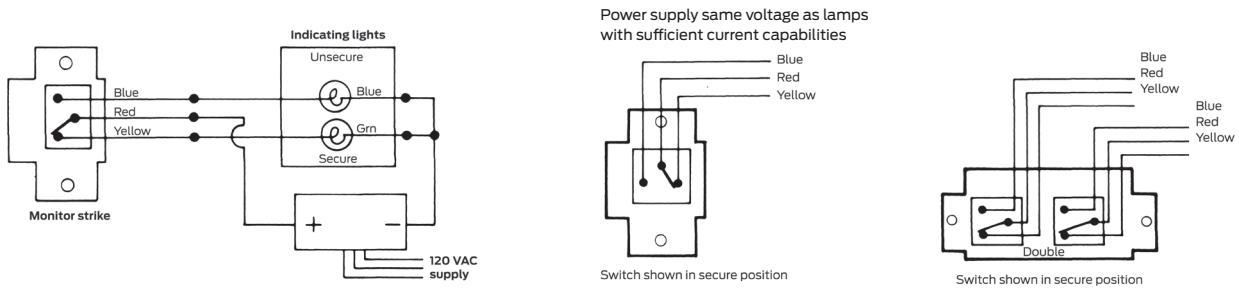 Indicating lights
Unsecure
Blue
Blue
Red
Yellow
Grn
Secure
Monitor strike
+
−
120 VAC
supply
Power supply same voltage as lamps
with sufficient current capabilities
Blue
Red
Yellow
Switch shown in secure position
Blue
Red
Yellow
Blue
Red
Yellow
Double
Switch shown in secure position